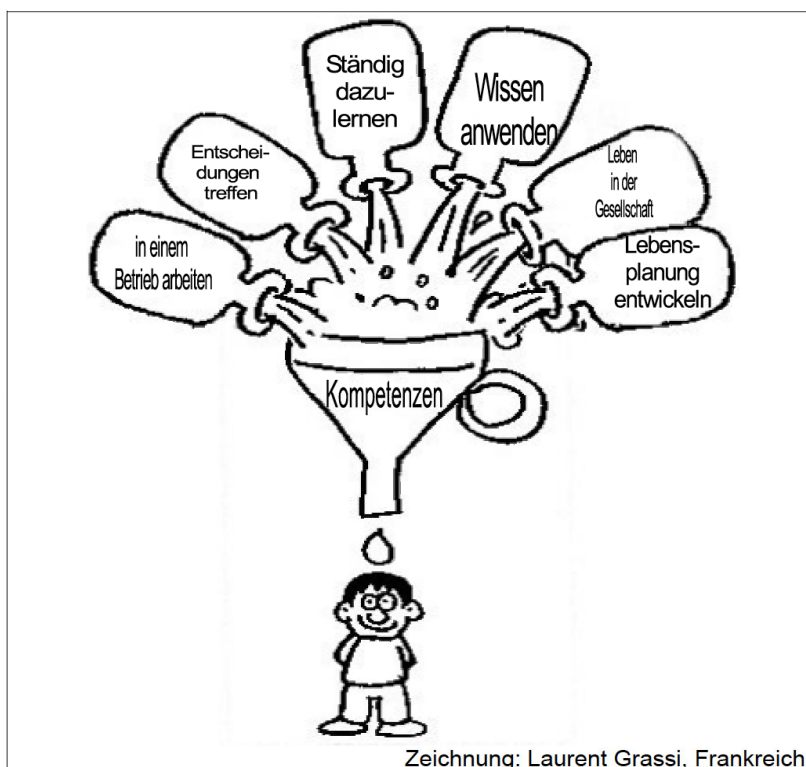 Ständig
dazu-
lernen
Wissen
anwenden
Entschei-
dungen
treffen
Leben
in der
Gesellschaft
in einem
Betrieb arbeiten
Lebens-
planung
entwickeln
Kompetenzen
Zeichnung: Laurent Grassi, Frankreich